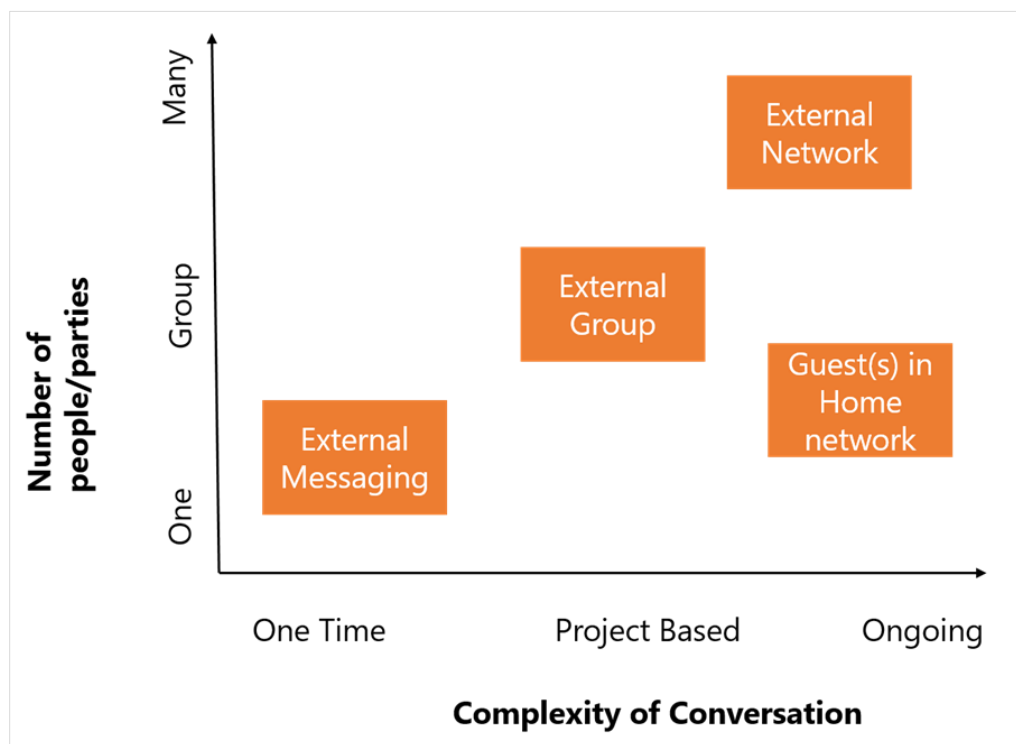 Many
External
Network
Group
External
Group
Number of
people/parties
Guest(s) in
Home
network
External
Messaging
One
One Time
Project Based
Ongoing
Complexity of Conversation